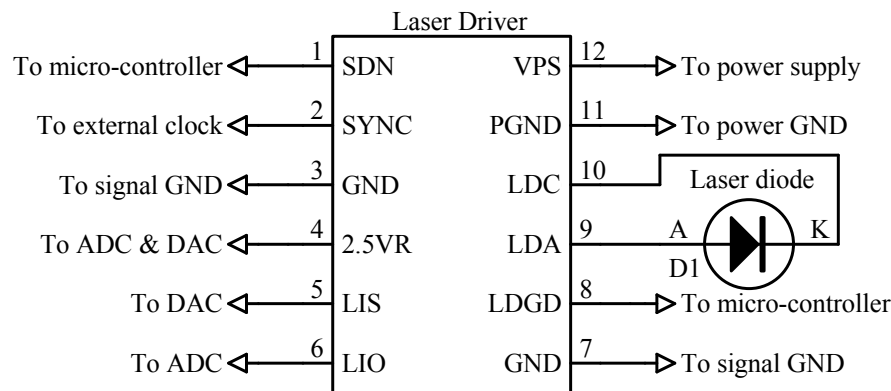 Laser Driver
To micro-controller 1 SDN VPS 12 To power supply
To external clock 2 SYNC PGND 11 To power GND
To signal GND 3 GND LDC 10
Laser diode
To ADC & DAC 4 2.5VR LDA 9 A K
D1
To DAC 5 LIS LDGD 8 To micro-controller
To ADC 6 LIO GND 7 To signal GND